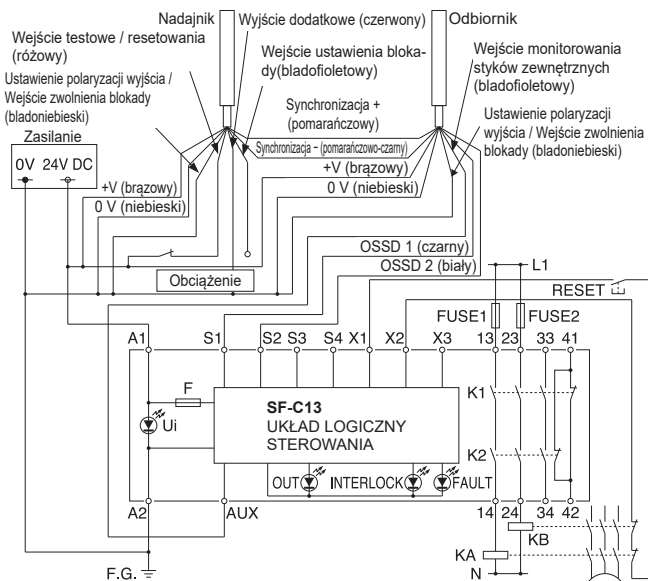 Nadajnik
Odbiornik
Wejście testowe / resetowania
(różowy)
Wyjście dodatkowe (czerwony)
Wejście ustawienia bloka-
dy(bladofioletowy)
Wejście monitorowania
styków zewnętrznych
(bladofioletowy)
Ustawienie polaryzacji wyjścia /
Wejście zwolnienia blokady
(bladoniebieski)
Synchronizacja +
(pomarańczowy)
Ustawienie polaryzacji
wyjścia / Wejście zwolnienia
blokady (bladoniebieski)
Zasilanie
0V 24V DC
Synchronizacja – (pomarańczowo-czarny)
+V (brązowy)
0 V (niebieski)
+V (brązowy)
0 V (niebieski)
OSSD 1 (czarny)
OSSD 2 (biały)
Obciążenie
L1
RESET
FUSE1
FUSE2
A1 S1 S2 S3 S4 X1 X2 X3 13 23 33 41
F
Ui
SF-C13
UKŁAD LOGICZNY
STEROWANIA
K1
K2
OUT INTERLOCK FAULT
A2 AUX 14 24 34 42
KB
KA
F.G.
N